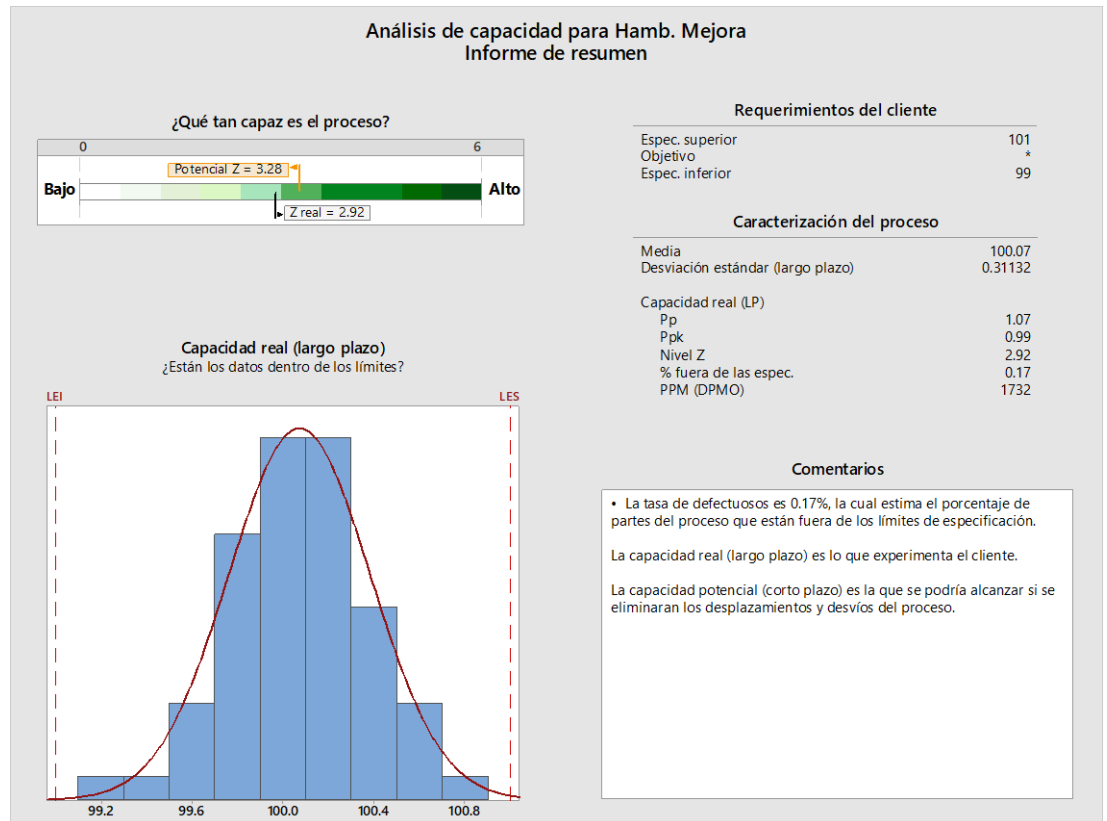 Análisis de capacidad para Hamb. Mejora
Informe de resumen
¿Qué tan capaz es el proceso?
0 6
Potencial Z = 3.28
Bajo Alto
Z real = 2.92
Requerimientos del cliente
Espec. superior 101
Objetivo *
Espec. inferior 99
Caracterización del proceso
Media 100.07
Desviación estándar (largo plazo) 0.31132
Capacidad real (LP)
Pp 1.07
Ppk 0.99
Nivel Z 2.92
% fuera de las espec. 0.17
PPM (DPMO) 1732
Capacidad real (largo plazo)
¿Están los datos dentro de los límites?
LEI LES
99.2 99.6 100.0 100.4 100.8
Comentarios
• La tasa de defectuosos es 0.17%, la cual estima el porcentaje de
partes del proceso que están fuera de los límites de especificación.
La capacidad real (largo plazo) es lo que experimenta el cliente.
La capacidad potencial (corto plazo) es la que se podría alcanzar si se
eliminaran los desplazamientos y desvíos del proceso.